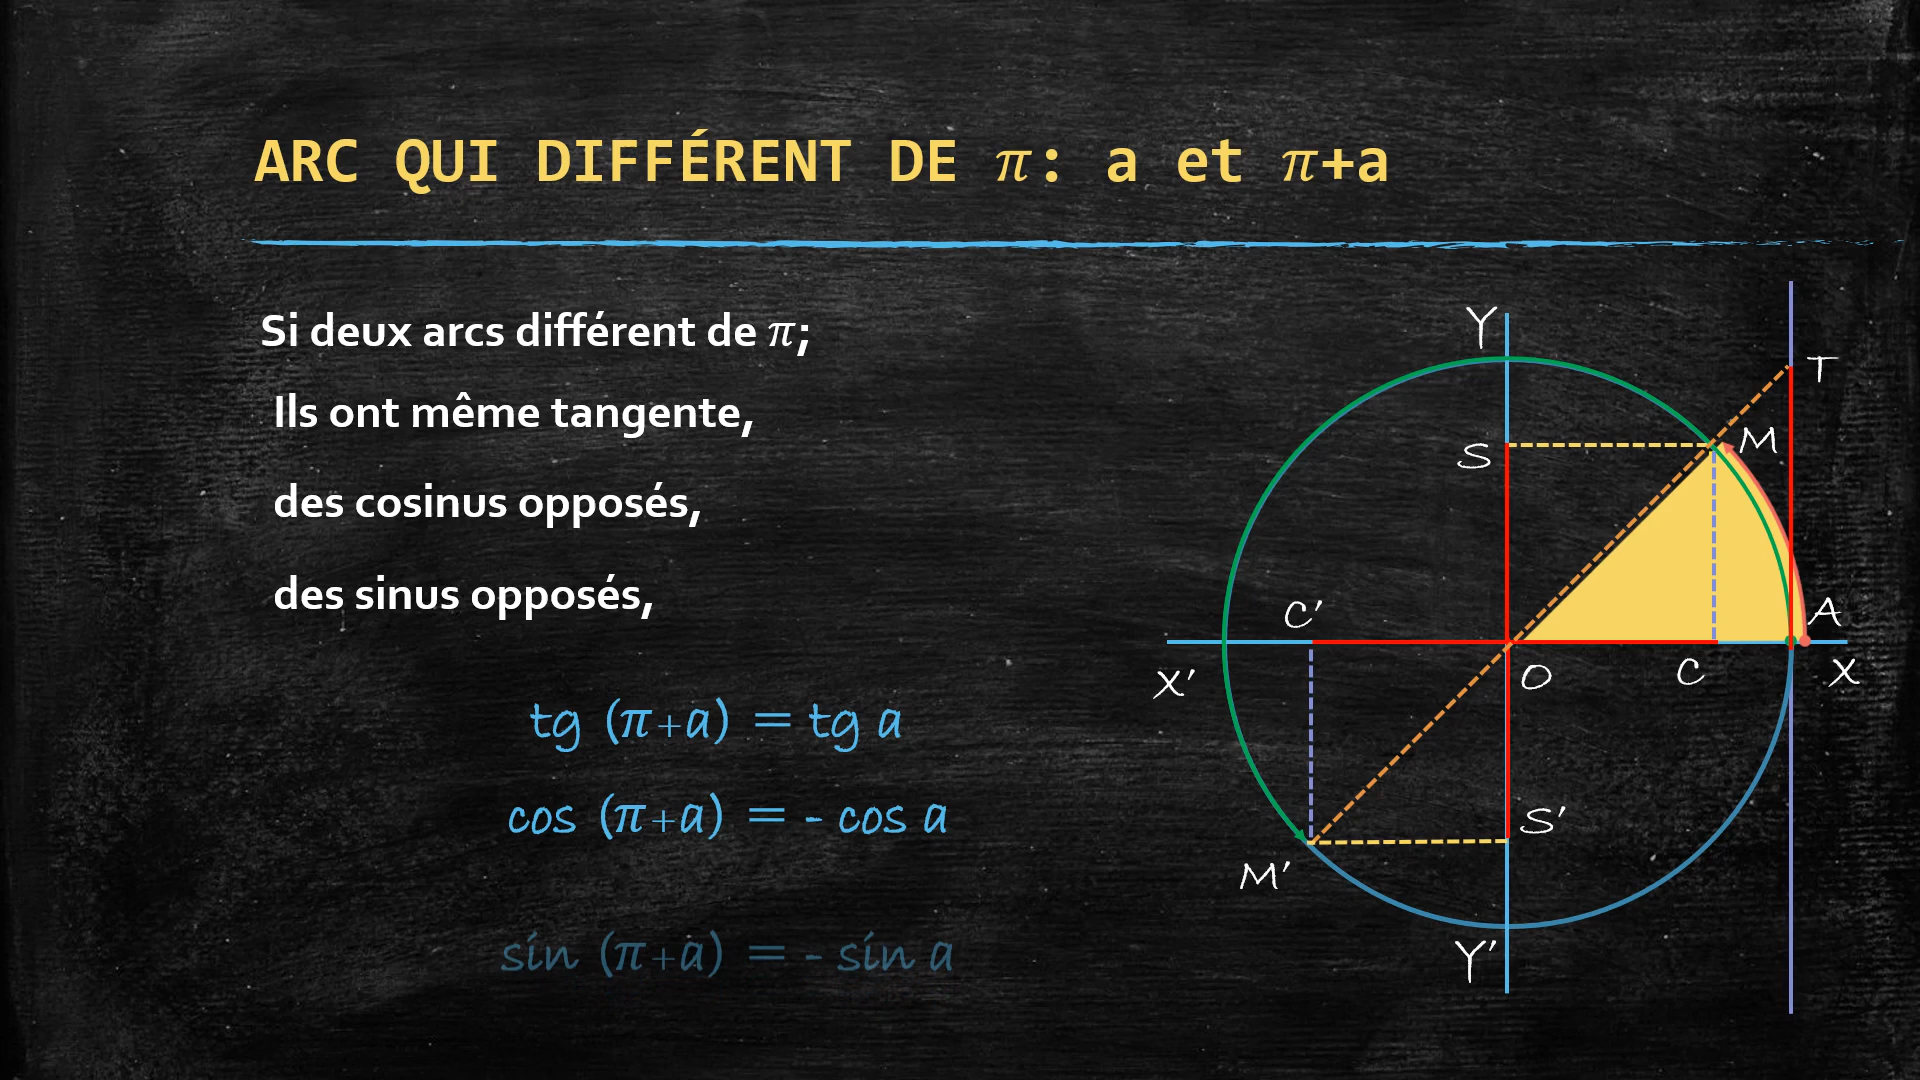 ARC QUI DIFFÉRENT DE π: a et π+a
Si deux arcs différent de π;
Ils ont même tangente,
des cosinus opposés,
des sinus opposés,
tg (π+a) = tg a
cos (π+a) = - cos a
sin (π+a) = - sin a
Y
T
M
S
C'
A
X'
O
C
X
S'
M'
Y'